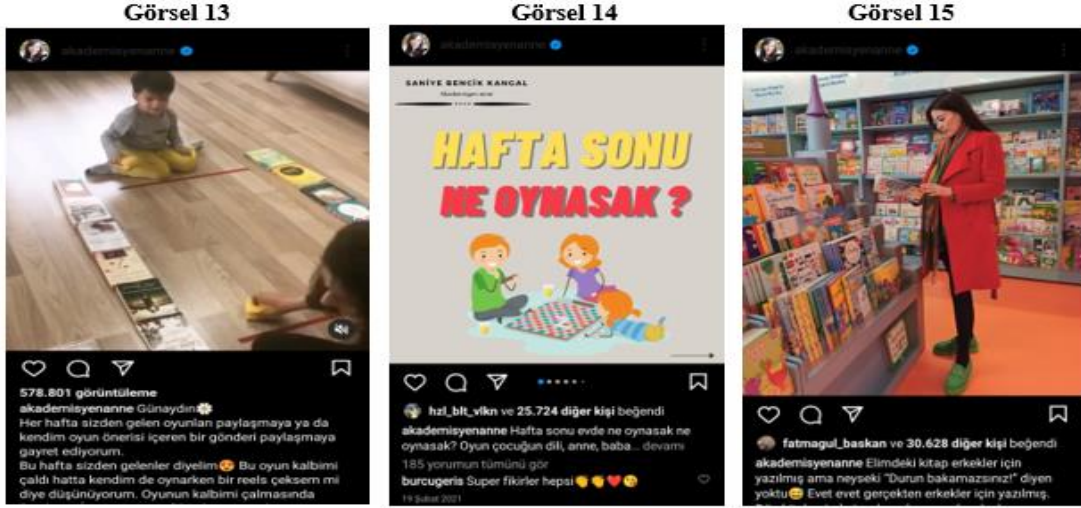 Görsel 13
akademisyenanne
578.801 görüntüleme
akademisyenanne Günaydın🌼
Her hafta sizden gelen oyunları paylaşmaya ya da
kendim oyun önerisi içeren bir gönderi paylaşmaya
gayret ediyorum.
Bu hafta sizden gelenler diyelim😍 Bu oyun kalbimi
çaldı hatta kendim de oynarken bir reels çeksem mi
diye düşünüyorum. Oyunun kalbimi çalmasında
Görsel 14
akademisyenanne
SANİYE BENCİK KANGAL
Akademisyen anne
HAFTA SONU
NE OYNASAK ?
hzl_blt_vlkn ve 25.724 diğer kişi beğendi
akademisyenanne Hafta sonu evde ne oynasak ne
oynasak? Oyun çocuğun dili, anne, baba... devamı
185 yorumun tümünü gör
burcugeris Super fikirler hepsi👏👏❤️😘
19 Şubat 2021
Görsel 15
akademisyenanne
fatmagul_baskan ve 30.628 diğer kişi beğendi
akademisyenanne Elimdeki kitap erkekler için
yazılmış ama neyseki "Durun bakamazsınız!" diyen
yoktu😅 Evet evet gerçekten erkekler için yazılmış.